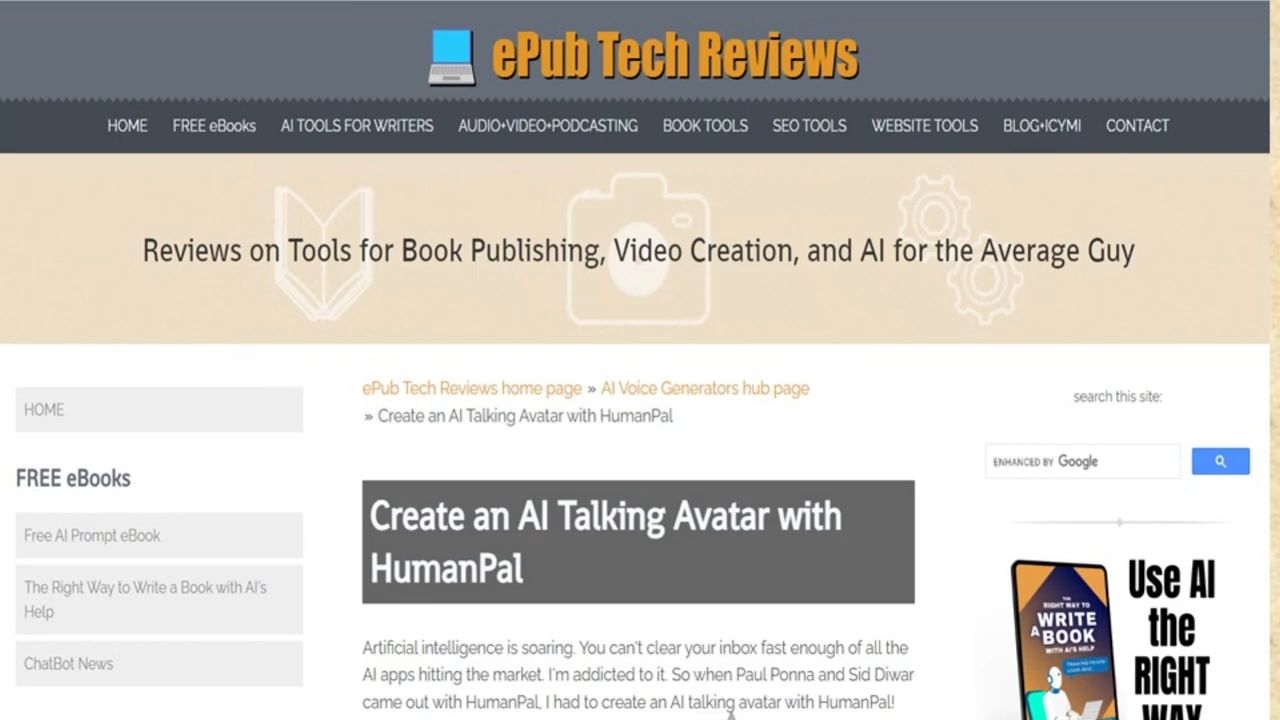 ePub Tech Reviews
HOME FREE eBooks AI TOOLS FOR WRITERS AUDIO+VIDEO+PODCASTING BOOK TOOLS SEO TOOLS WEBSITE TOOLS BLOG+ICYMI CONTACT
Reviews on Tools for Book Publishing, Video Creation, and AI for the Average Guy
HOME
FREE eBooks
Free AI Prompt eBook
The Right Way to Write a Book with AI's
Help
ChatBot News
ePub Tech Reviews home page » AI Voice Generators hub page
» Create an AI Talking Avatar with HumanPal
Create an AI Talking Avatar with
HumanPal
Artificial intelligence is soaring. You can't clear your inbox fast enough of all the
AI apps hitting the market. I'm addicted to it. So when Paul Ponna and Sid Diwar
came out with HumanPal, I had to create an AI talking avatar with HumanPal!
search this site:
ENHANCED BY Google
THE
RIGHT WAY TO
WRITE
A BOOK
WITH AI'S HELP
Use AI
the
RIGHT
WAY